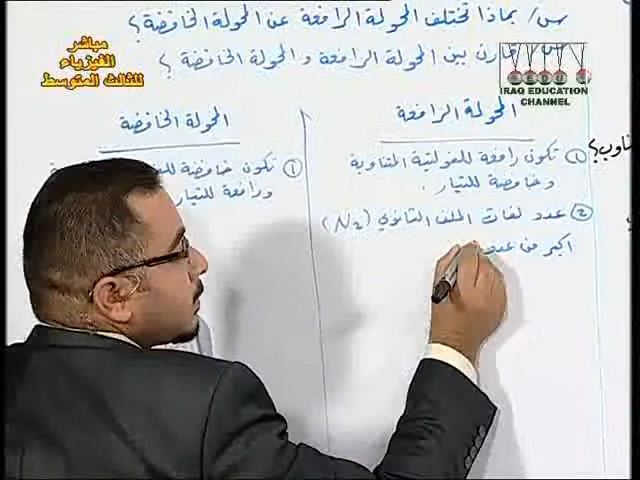 س/ بماذا تختلف المحولة الرافعة عن المحولة الخافضة ؟
س/ قارن بين المحولة الرافعة و المحولة الخافضة ؟
مباشر
الفيزياء
للثالث المتوسط
IRAQ EDUCATION
CHANNEL
المحولة الرافعة
① تكون رافعة للفولتية المتناوبة
وخافضة للتيار .
② عدد لفات الملف الثانوي (N2)
اكبر من عدد
المحولة الخافضة
① تكون خافضة
ورافعة للتيار